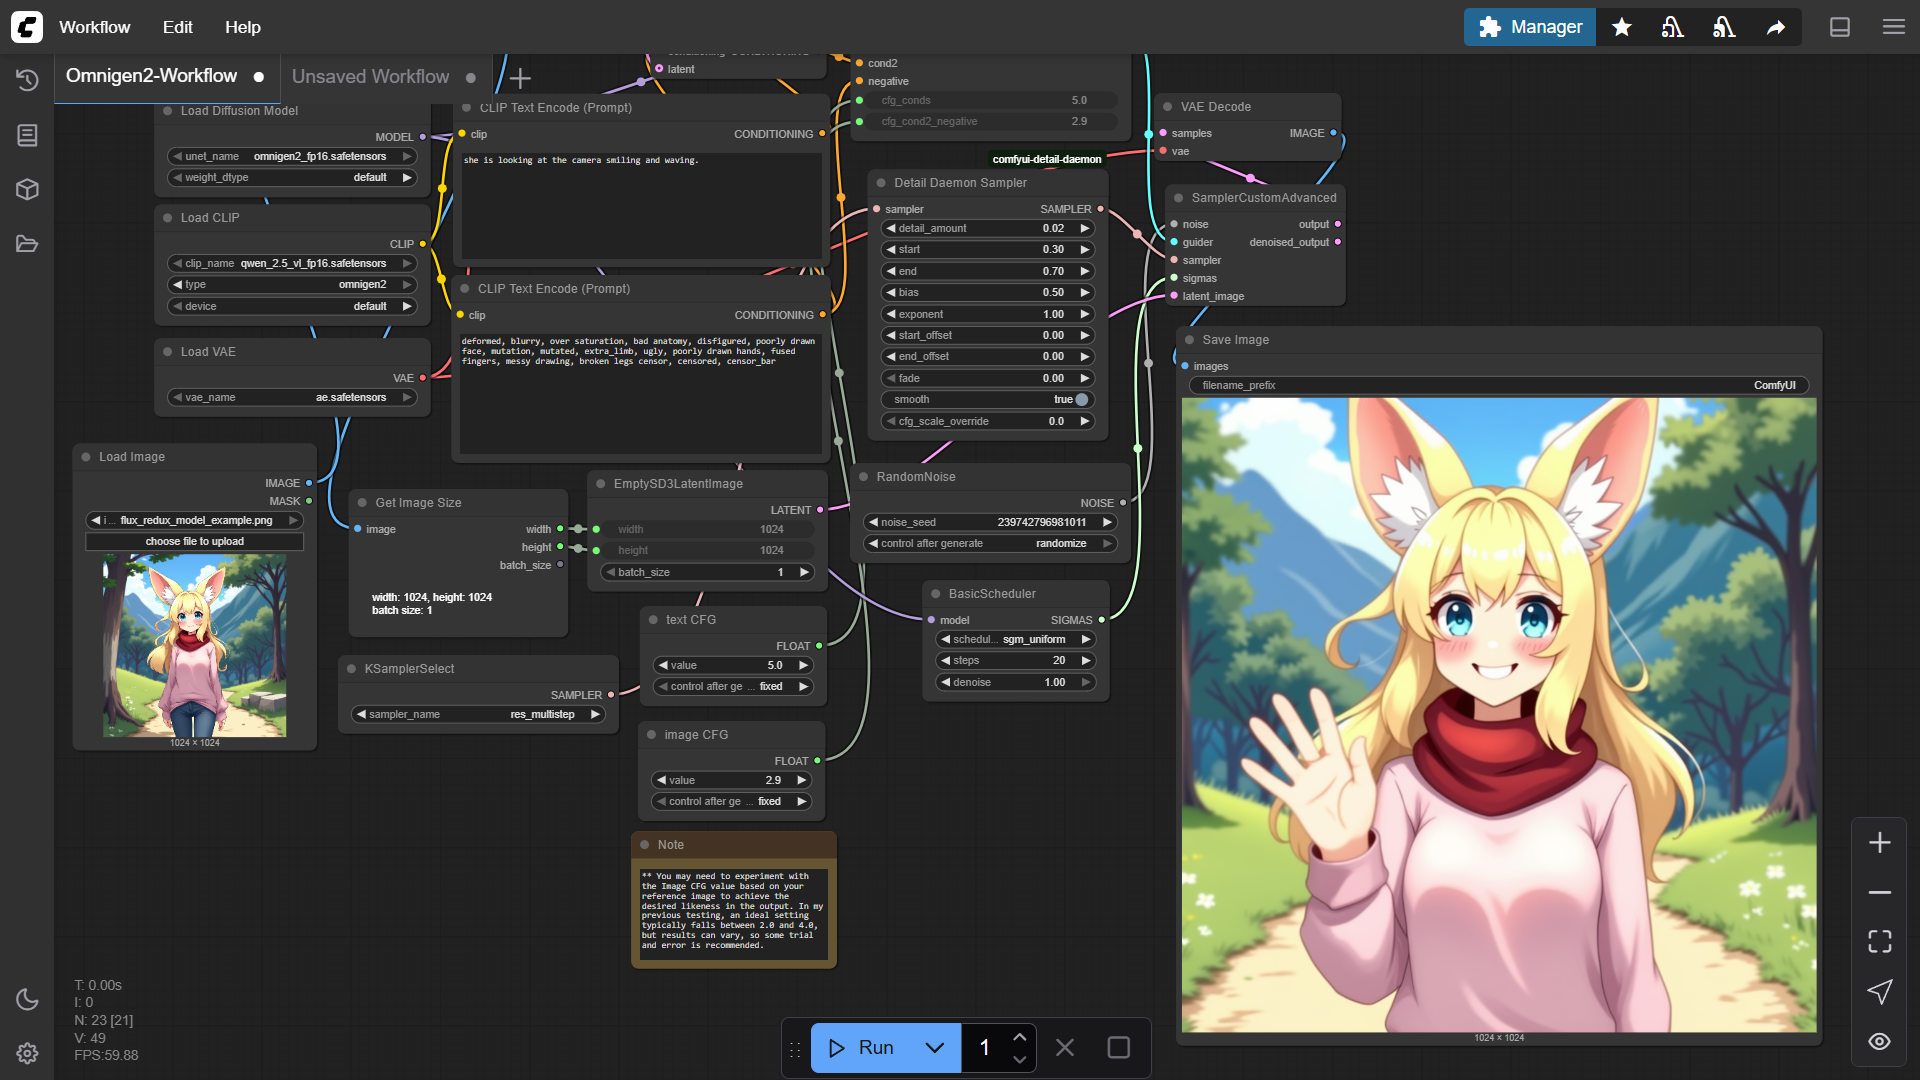 Workflow
Edit
Help
Manager
Omnigen2-Workflow
Unsaved Workflow
latent
cond2
negative
cfg_conds 5.0
cfg_cond2_negative 2.9
Load Diffusion Model
MODEL
unet_name omnigen2_fp16.safetensors
weight_dtype default
Load CLIP
CLIP
clip_name qwen_2.5_vl_fp16.safetensors
type omnigen2
device default
Load VAE
VAE
vae_name ae.safetensors
Load Image
IMAGE
MASK
i... flux_redux_model_example.png
choose file to upload
1024 × 1024
CLIP Text Encode (Prompt)
clip CONDITIONING
she is looking at the camera smiling and waving.
CLIP Text Encode (Prompt)
clip CONDITIONING
deformed, blurry, over saturation, bad anatomy, disfigured, poorly drawn
face, mutation, mutated, extra_limb, ugly, poorly drawn hands, fused
fingers, messy drawing, broken legs censor, censored, censor_bar
Get Image Size
image width
height
batch_size
width: 1024, height: 1024
batch size: 1
EmptySD3LatentImage
LATENT
width 1024
height 1024
batch_size 1
KSamplerSelect
SAMPLER
sampler_name res_multistep
text CFG
FLOAT
value 5.0
control after ge ... fixed
image CFG
FLOAT
value 2.9
control after ge ... fixed
Note
** You may need to experiment with
the Image CFG value based on your
reference image to achieve the
desired likeness in the output. In my
previous testing, an ideal setting
typically falls between 2.0 and 4.0,
but results can vary, so some trial
and error is recommended.
comfyui-detail-daemon
Detail Daemon Sampler
sampler SAMPLER
detail_amount 0.02
start 0.30
end 0.70
bias 0.50
exponent 1.00
start_offset 0.00
end_offset 0.00
fade 0.00
smooth true
cfg_scale_override 0.0
RandomNoise
NOISE
noise_seed 239742796981011
control after generate randomize
BasicScheduler
model SIGMAS
schedul... sgm_uniform
steps 20
denoise 1.00
VAE Decode
samples IMAGE
vae
SamplerCustomAdvanced
noise output
guider denoised_output
sampler
sigmas
latent_image
Save Image
images
filename_prefix ComfyUI
1024 × 1024
T: 0.00s
I: 0
N: 23 [21]
V: 49
FPS:59.88
Run
1